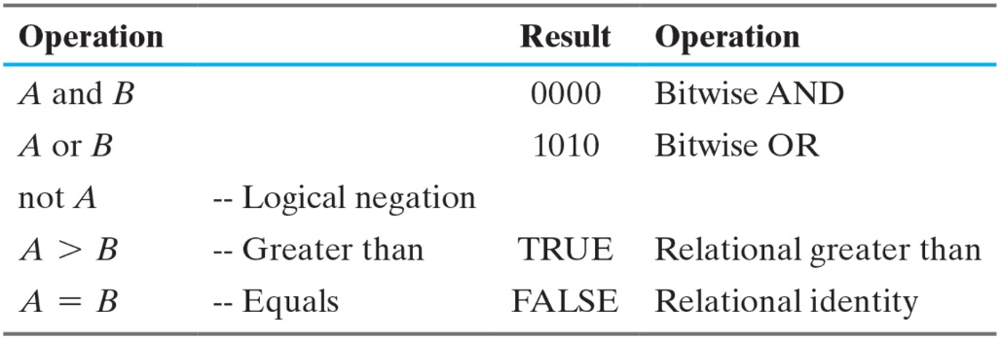 Operation Result Operation
A and B 0000 Bitwise AND
A or B 1010 Bitwise OR
not A -- Logical negation
A > B -- Greater than TRUE Relational greater than
A = B -- Equals FALSE Relational identity